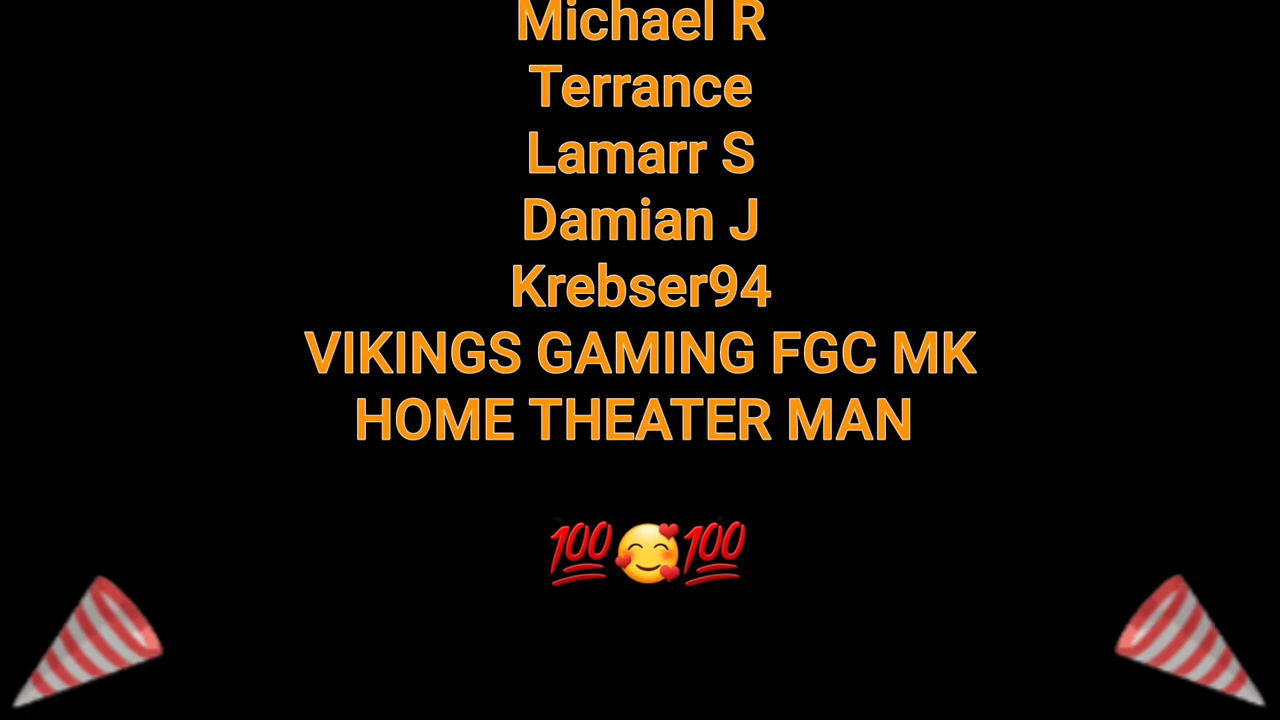 Michael R
Terrance
Lamarr S
Damian J
Krebser94
VIKINGS GAMING FGC MK
HOME THEATER MAN
💯🥰💯